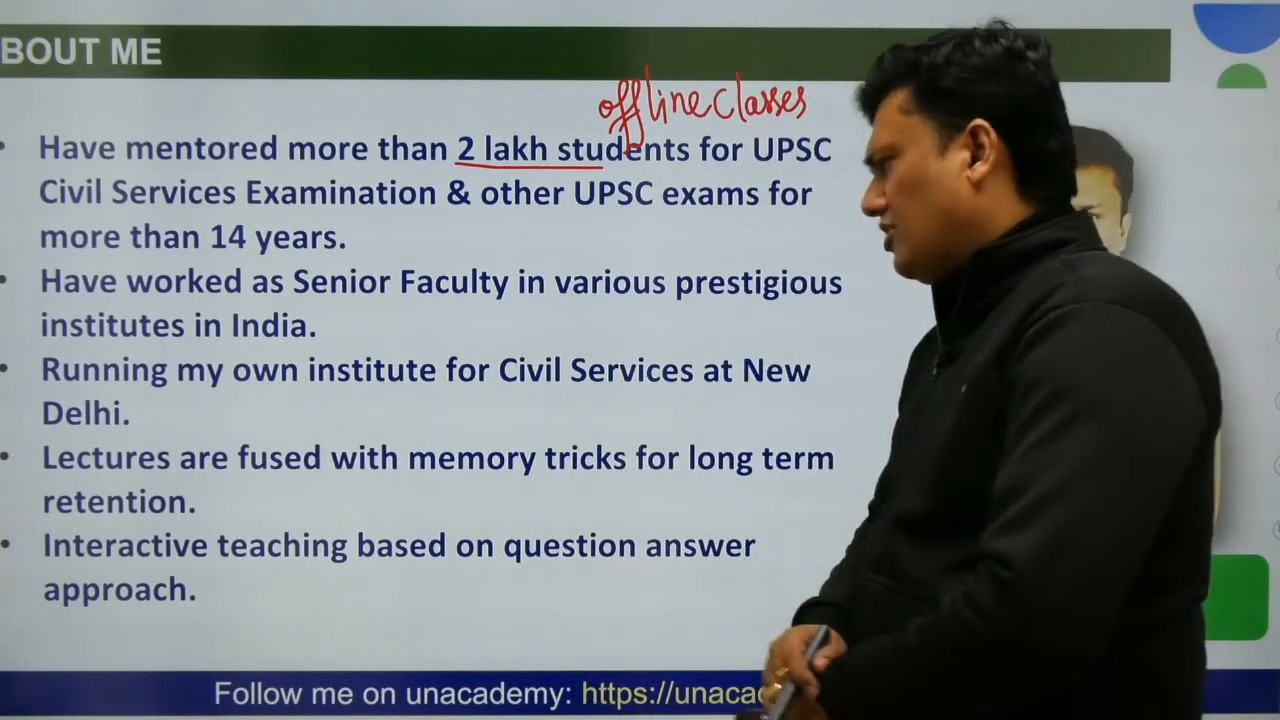 BOUT ME
offline classes
• Have mentored more than 2 lakh students for UPSC
Civil Services Examination & other UPSC exams for
more than 14 years.
• Have worked as Senior Faculty in various prestigious
institutes in India.
• Running my own institute for Civil Services at New
Delhi.
• Lectures are fused with memory tricks for long term
retention.
• Interactive teaching based on question answer
approach.
Follow me on unacademy: https://unaca